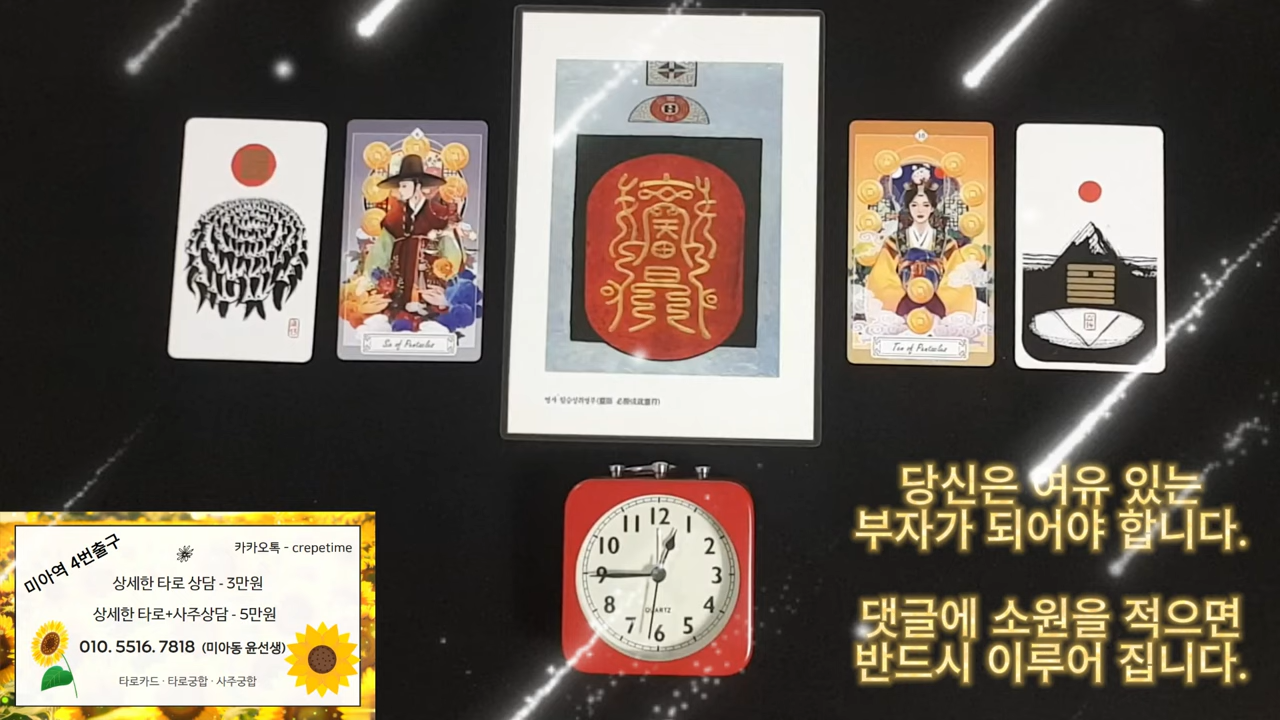 Six of Pentacles
Ten of Pentacles
12
1
2
3
4
5
6
7
8
9
10
11
QUARTZ
당신은 여유 있는
부자가 되어야 합니다.
댓글에 소원을 적으면
반드시 이루어 집니다.
미아역 4번출구
카카오톡 - crepetime
상세한 타로 상담 - 3만원
상세한 타로+사주상담 - 5만원
010. 5516. 7818 (미아동 윤선생)
타로카드 · 타로궁합 · 사주궁합